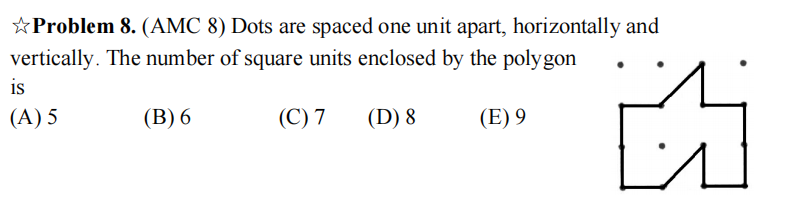 ☆Problem 8. (AMC 8) Dots are spaced one unit apart, horizontally and
vertically. The number of square units enclosed by the polygon
is
(A) 5 (B) 6 (C) 7 (D) 8 (E) 9